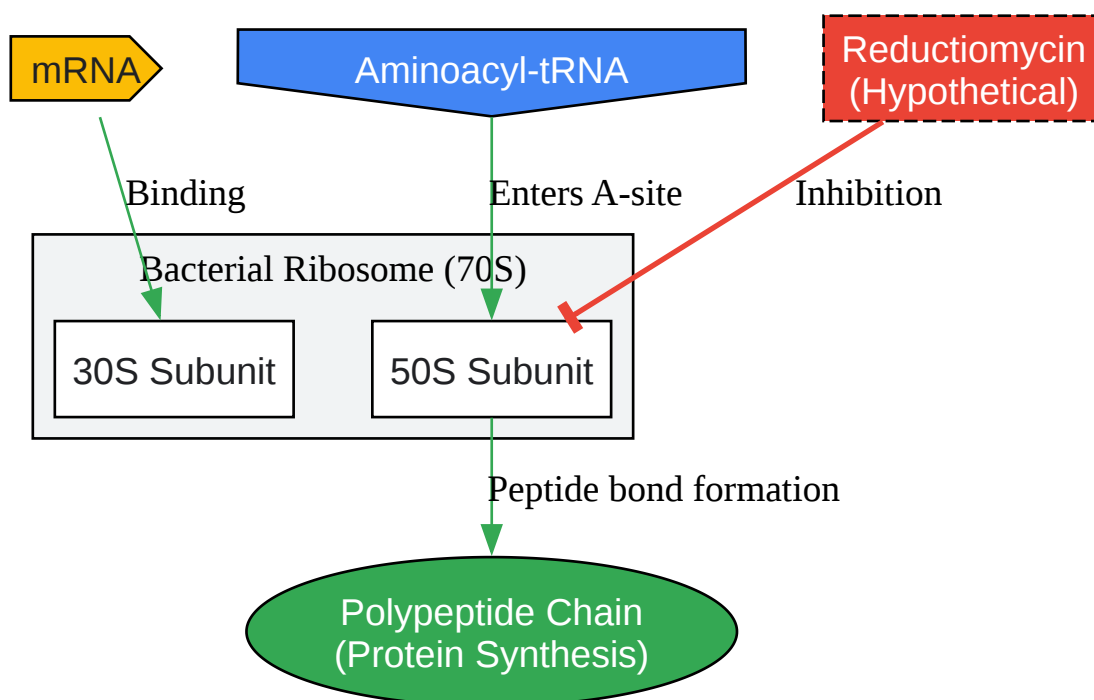 mRNA
Aminoacyl-tRNA
Reductiomycin
(Hypothetical)
Binding
Enters A-site
Inhibition
Bacterial Ribosome (70S)
30S Subunit
50S Subunit
Peptide bond formation
Polypeptide Chain
(Protein Synthesis)